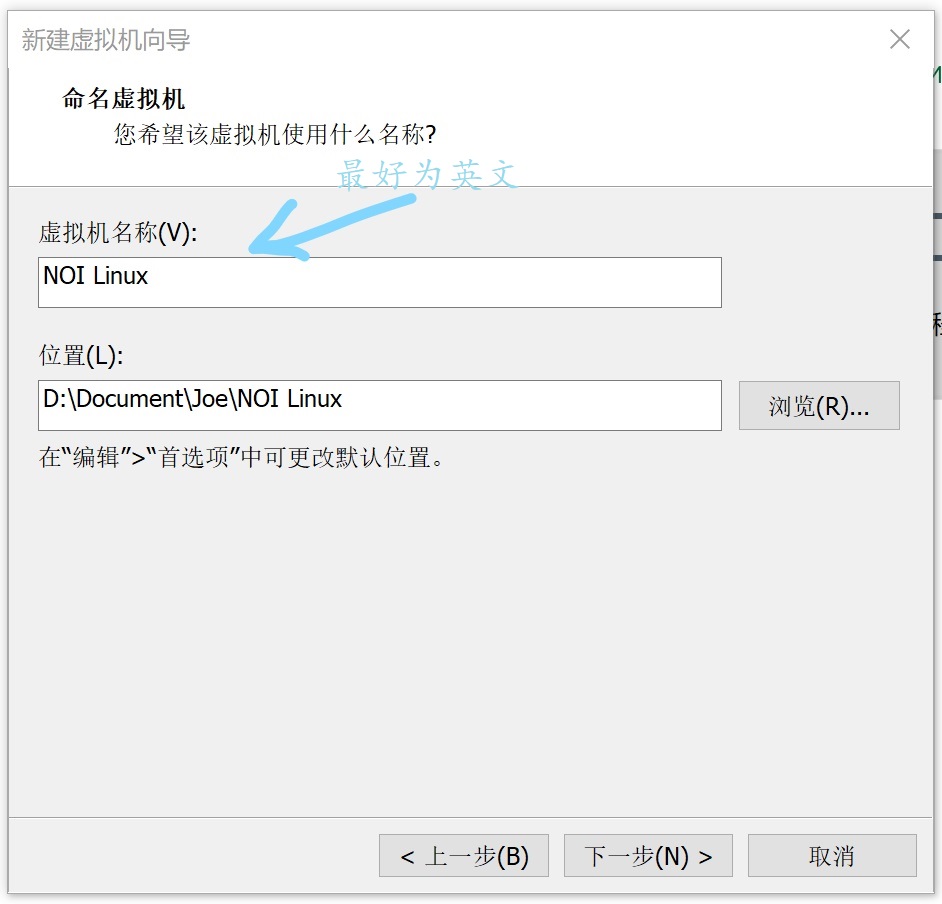 新建虚拟机向导
命名虚拟机
您希望该虚拟机使用什么名称?
最好为英文
虚拟机名称(V):
NOI Linux
位置(L):
D:\Document\Joe\NOI Linux
浏览(R)...
在“编辑”>“首选项”中可更改默认位置。
< 上一步(B)
下一步(N) >
取消